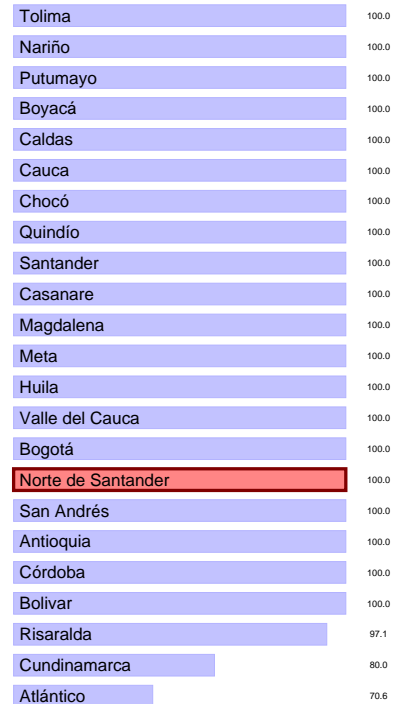 Tolima 100.0
Nariño 100.0
Putumayo 100.0
Boyacá 100.0
Caldas 100.0
Cauca 100.0
Chocó 100.0
Quindío 100.0
Santander 100.0
Casanare 100.0
Magdalena 100.0
Meta 100.0
Huila 100.0
Valle del Cauca 100.0
Bogotá 100.0
Norte de Santander 100.0
San Andrés 100.0
Antioquia 100.0
Córdoba 100.0
Bolivar 100.0
Risaralda 97.1
Cundinamarca 80.0
Atlántico 70.6